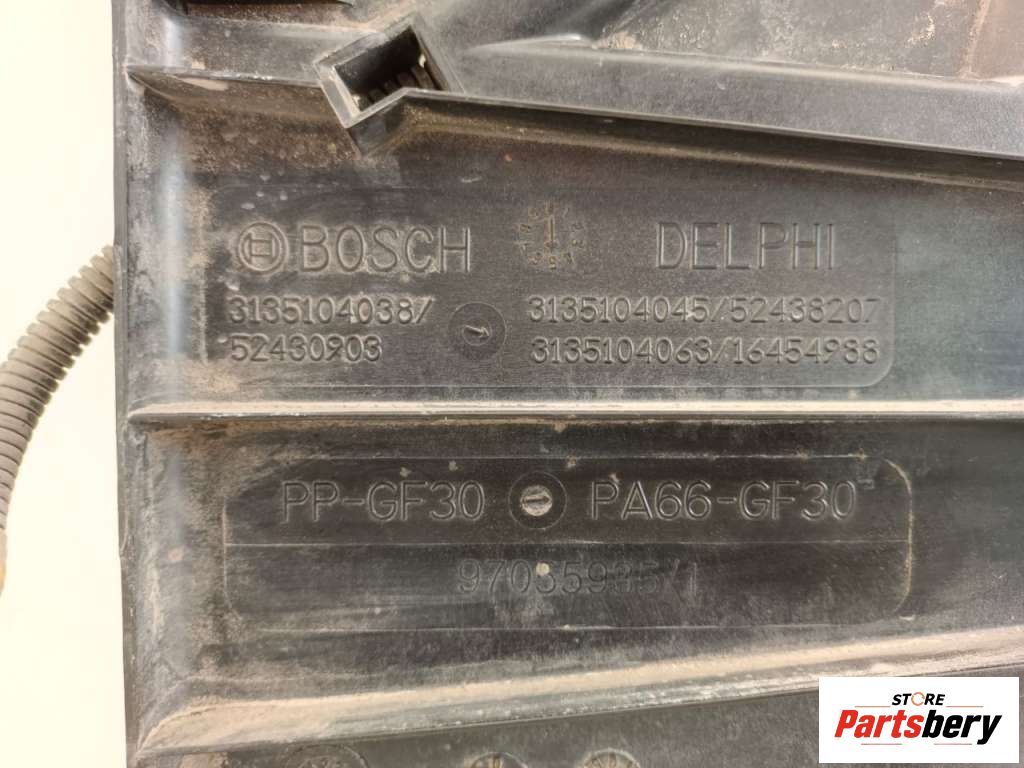 BOSCH DELPHI
3135104038/ 3135104045/52438207
52430903 3135104063/16454988
PP-GF30 PA66-GF30
STORE
Partsbery